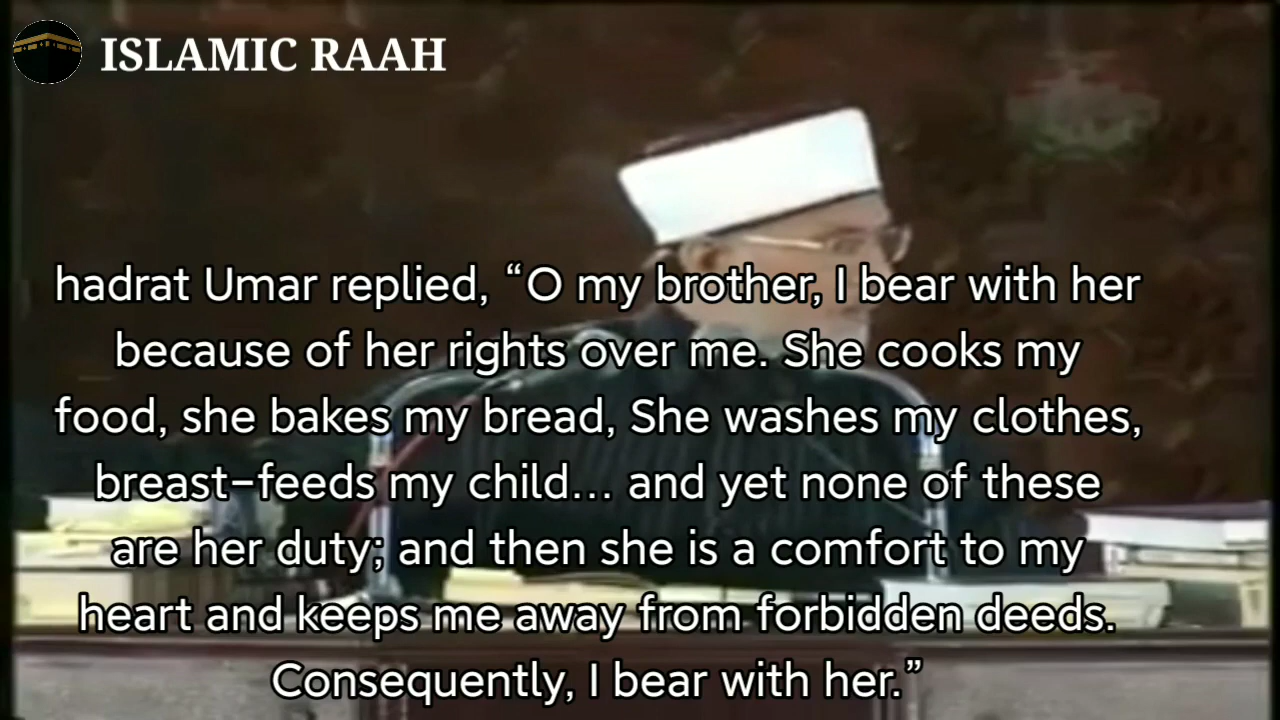 ISLAMIC RAAH
hadrat Umar replied, “O my brother, I bear with her
because of her rights over me. She cooks my
food, she bakes my bread, She washes my clothes,
breast-feeds my child... and yet none of these
are her duty; and then she is a comfort to my
heart and keeps me away from forbidden deeds.
Consequently, I bear with her.”